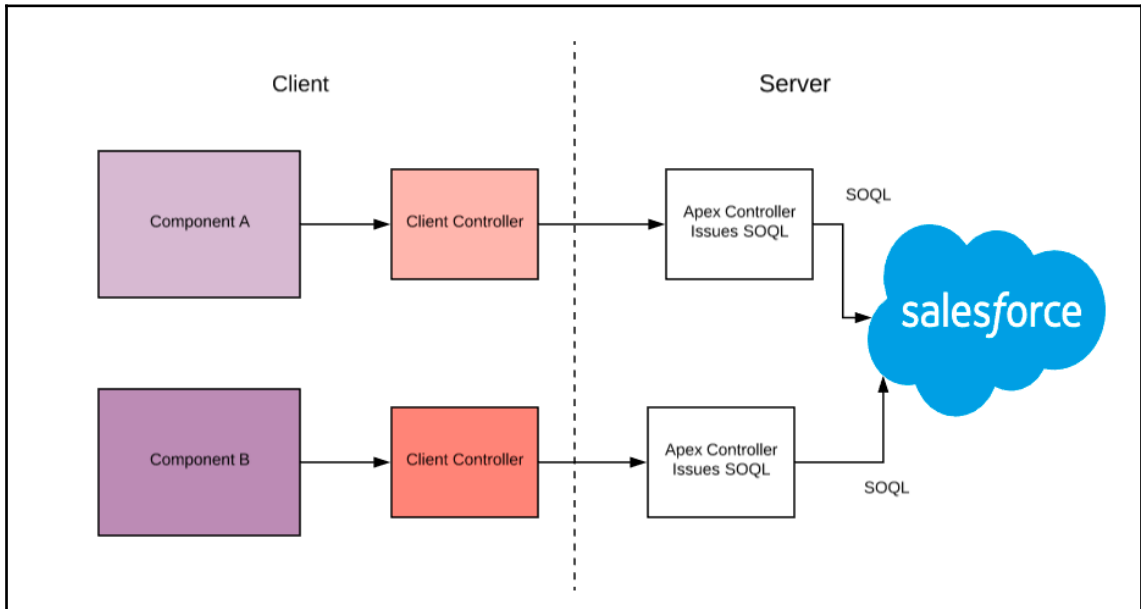 Client
Server
Component A
Client Controller
Apex Controller
Issues SOQL
SOQL
salesforce
Component B
Client Controller
Apex Controller
Issues SOQL
SOQL